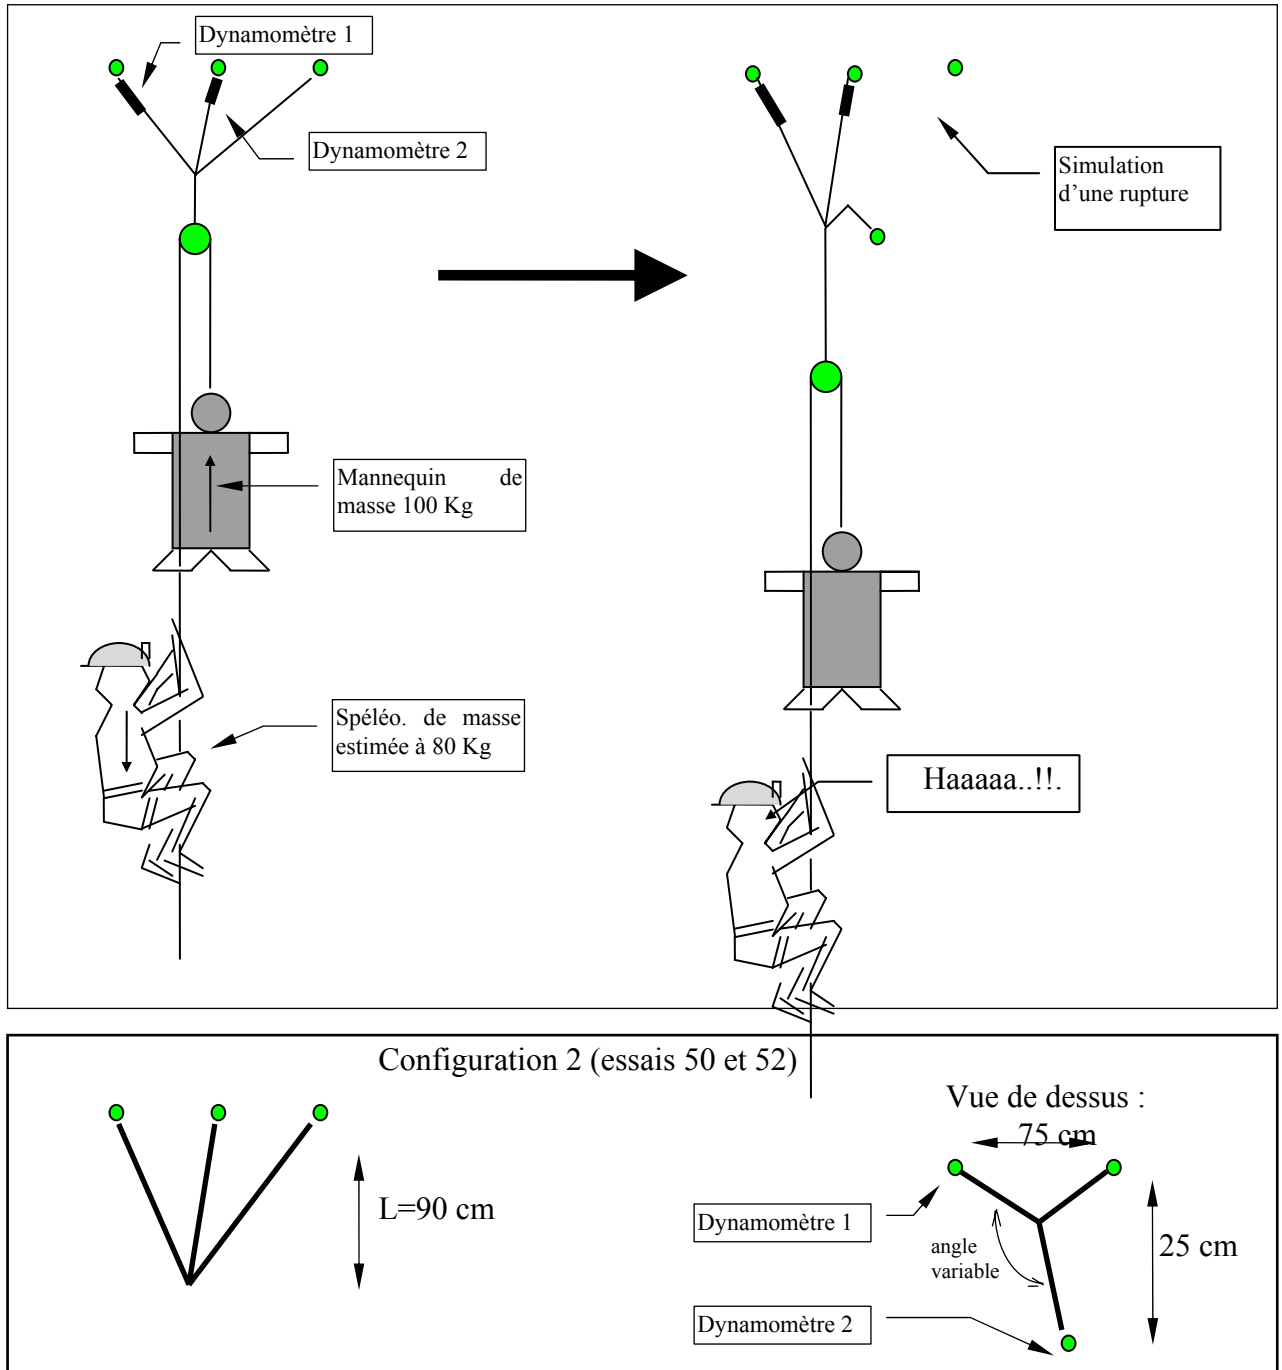 Dynamomètre 1
Dynamomètre 2
Simulation
d'une rupture
Mannequin de
masse 100 Kg
Spéléo. de masse
estimée à 80 Kg
Haaaaa..!!.
Configuration 2 (essais 50 et 52)
Vue de dessus :
75 cm
L=90 cm
Dynamomètre 1
angle
variable
25 cm
Dynamomètre 2